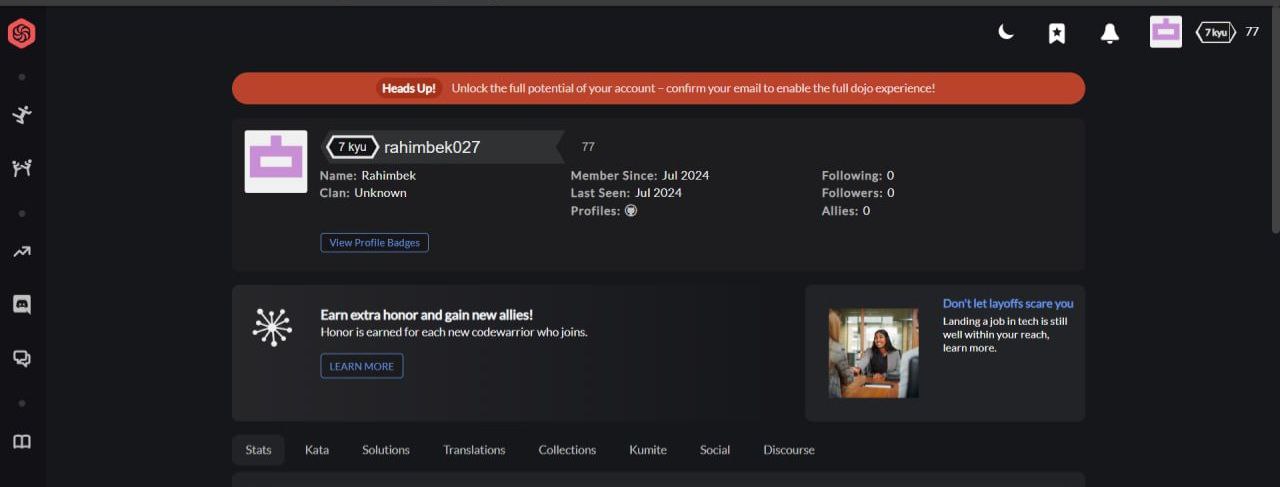 7 kyu 77
Heads Up! Unlock the full potential of your account – confirm your email to enable the full dojo experience!
7 kyu rahimbek027 77
Name: Rahimbek Member Since: Jul 2024 Following: 0
Clan: Unknown Last Seen: Jul 2024 Followers: 0
Profiles: Allies: 0
View Profile Badges
Earn extra honor and gain new allies!
Honor is earned for each new codewarrior who joins.
LEARN MORE
Don't let layoffs scare you
Landing a job in tech is still
well within your reach,
learn more.
Stats Kata Solutions Translations Collections Kumite Social Discourse